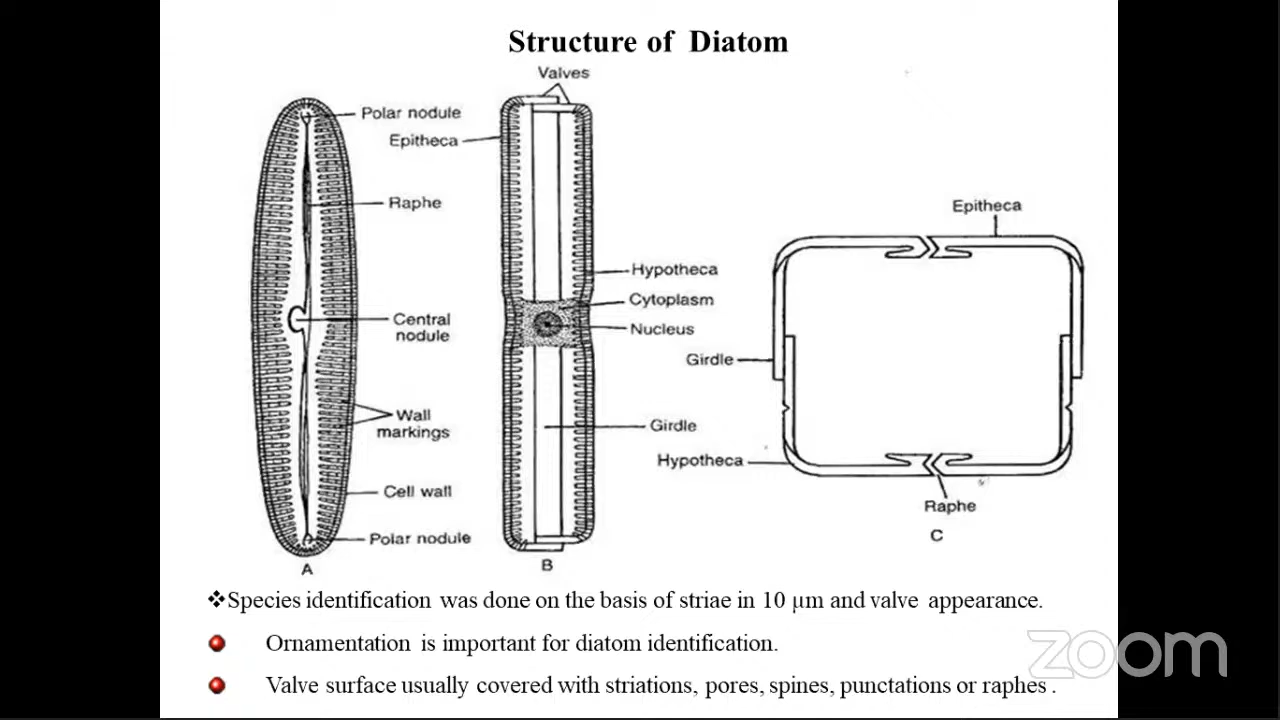 Structure of Diatom
Valves
Polar nodule
Epitheca
Raphe
Hypotheca
Cytoplasm
Central
nodule
Nucleus
Wall
markings
Girdle
Cell wall
Polar nodule
A
B
Epitheca
Girdle
Hypotheca
Raphe
C
❖Species identification was done on the basis of striae in 10 µm and valve appearance.
Ornamentation is important for diatom identification.
Valve surface usually covered with striations, pores, spines, punctations or raphes .
zoom